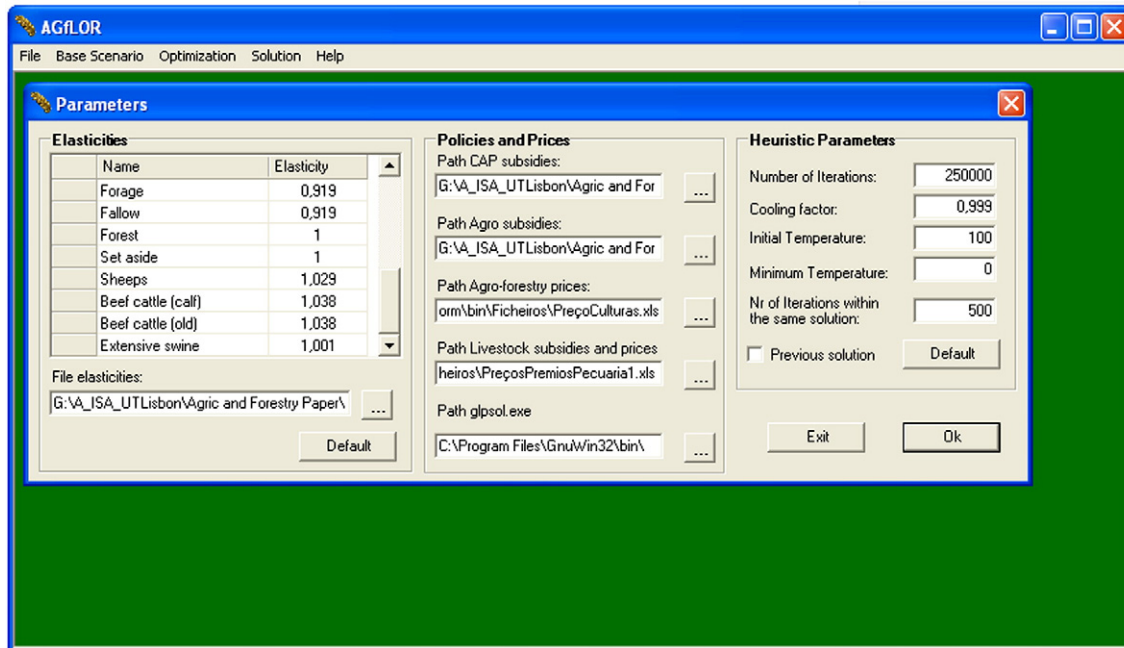 AGfLOR
File Base Scenario Optimization Solution Help
Parameters
Elasticities
Name Elasticity
Forage 0,919
Fallow 0,919
Forest 1
Set aside 1
Sheeps 1,029
Beef cattle (calf) 1,038
Beef cattle (old) 1,038
Extensive swine 1,001
File elasticities:
G:\A_ISA_UTLisbon\Agric and Forestry Paper\ ...
Default
Policies and Prices
Path CAP subsidies:
G:\A_ISA_UTLisbon\Agric and For ...
Path Agro subsidies:
G:\A_ISA_UTLisbon\Agric and For ...
Path Agro-forestry prices:
orm\bin\Ficheiros\PreçoCulturas.xls ...
Path Livestock subsidies and prices
heiros\PreçosPremiosPecuaria1.xls ...
Path glpsol.exe
C:\Program Files\GnuWin32\bin\ ...
Heuristic Parameters
Number of Iterations: 250000
Cooling factor: 0,999
Initial Temperature: 100
Minimum Temperature: 0
Nr of Iterations within
the same solution: 500
Previous solution Default
Exit Ok